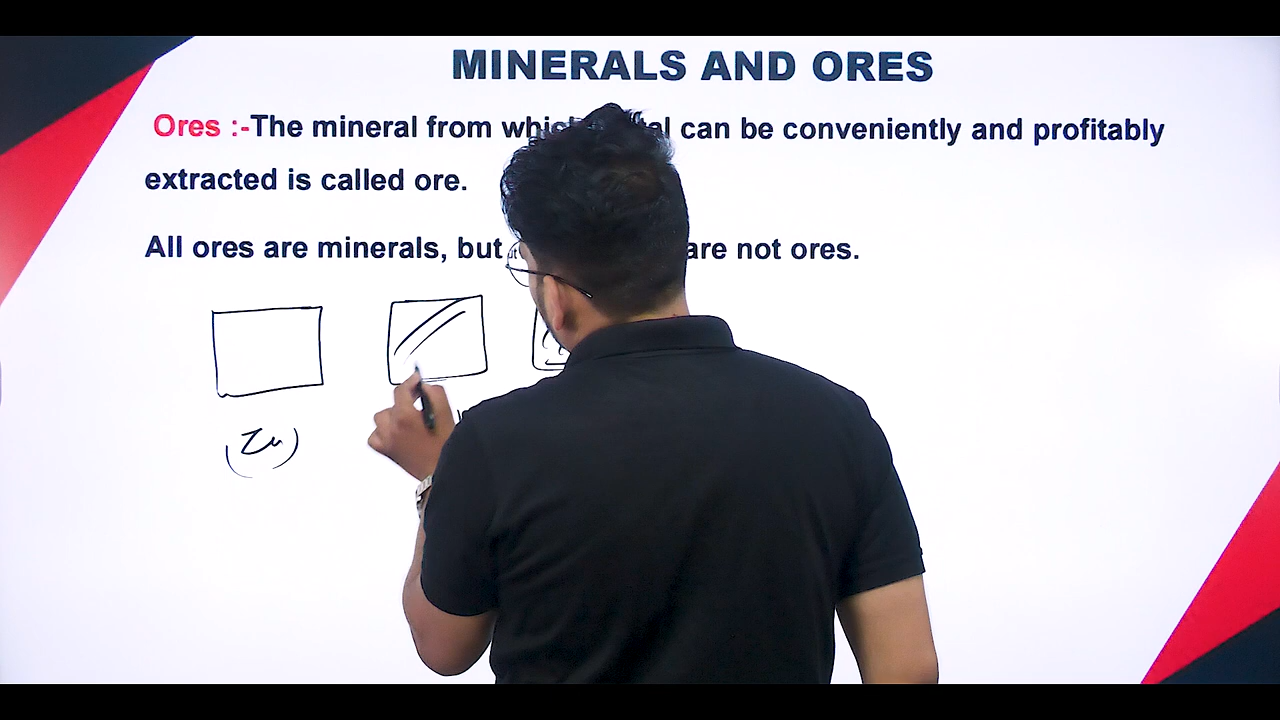 MINERALS AND ORES
Ores :-The mineral from which can be conveniently and profitably
extracted is called ore.
All ores are minerals, but are not ores.
(Zn)